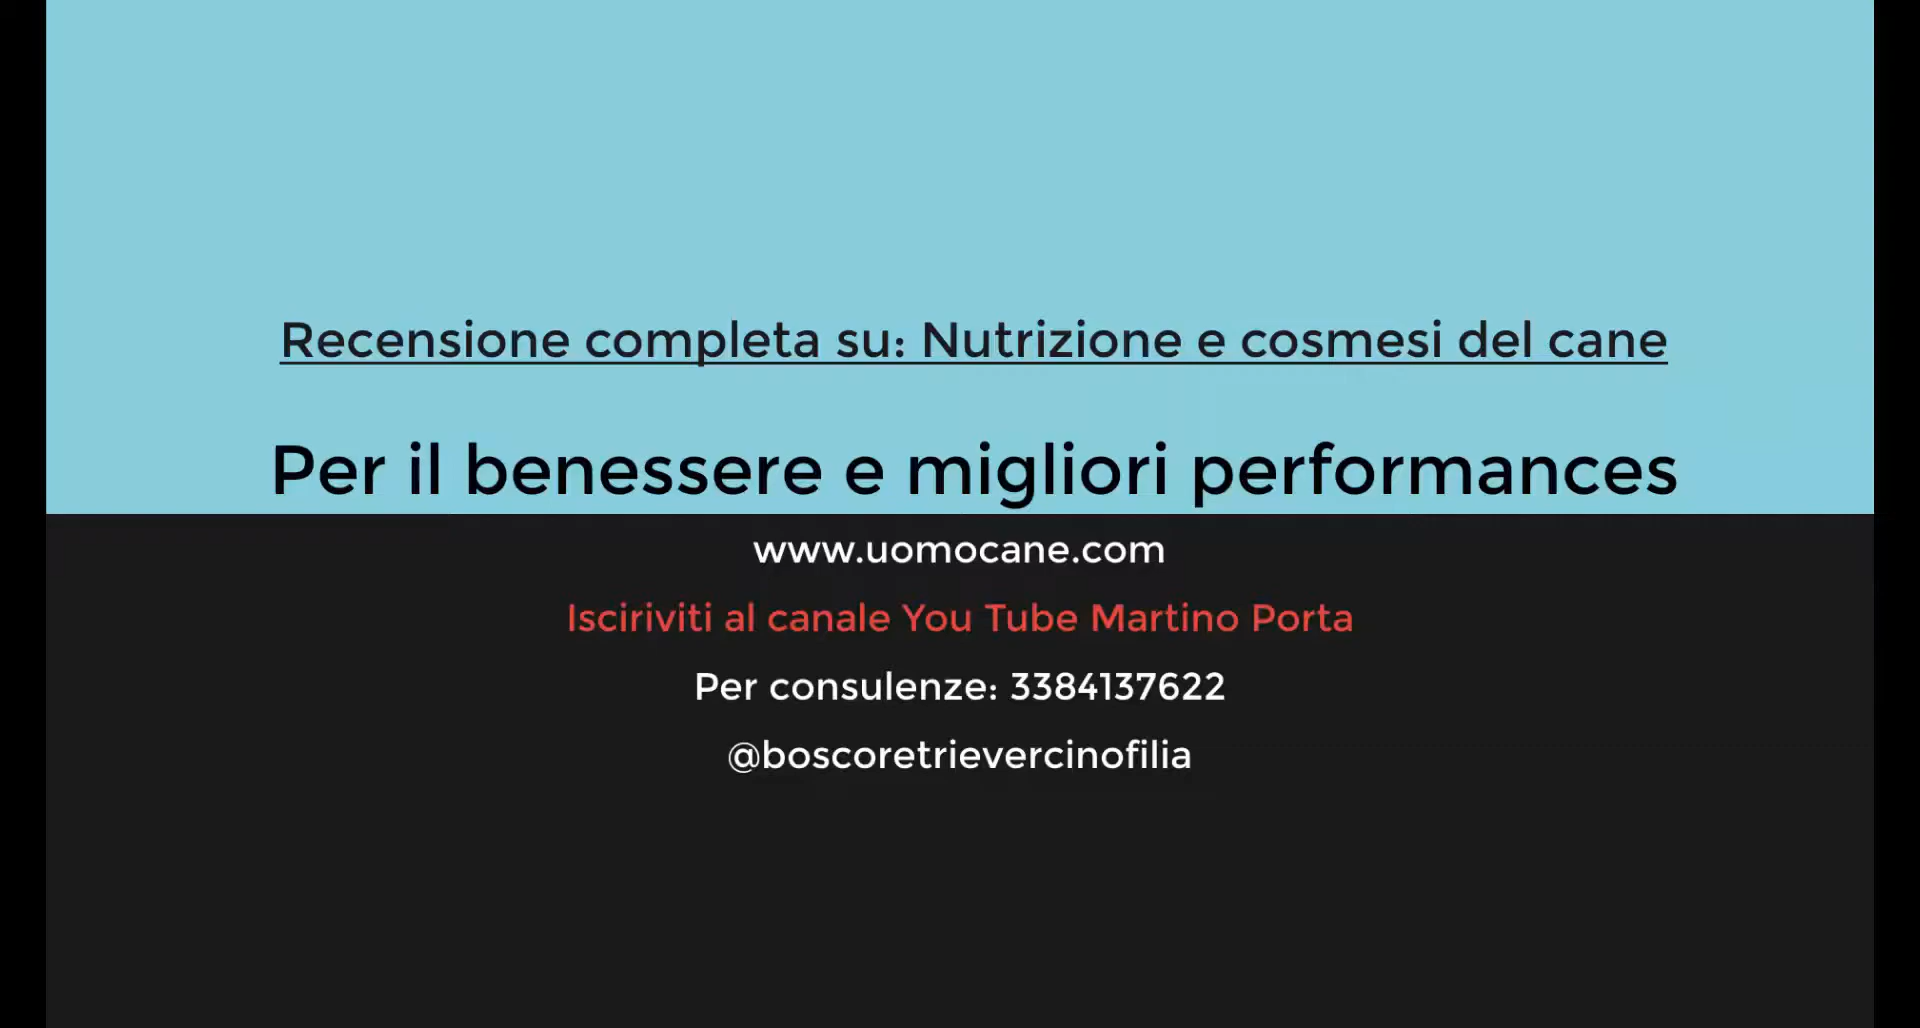 Recensione completa su: Nutrizione e cosmesi del cane
Per il benessere e migliori performances
www.uomocane.com
Isciriviti al canale You Tube Martino Porta
Per consulenze: 3384137622
@boscoretrievercinofilia